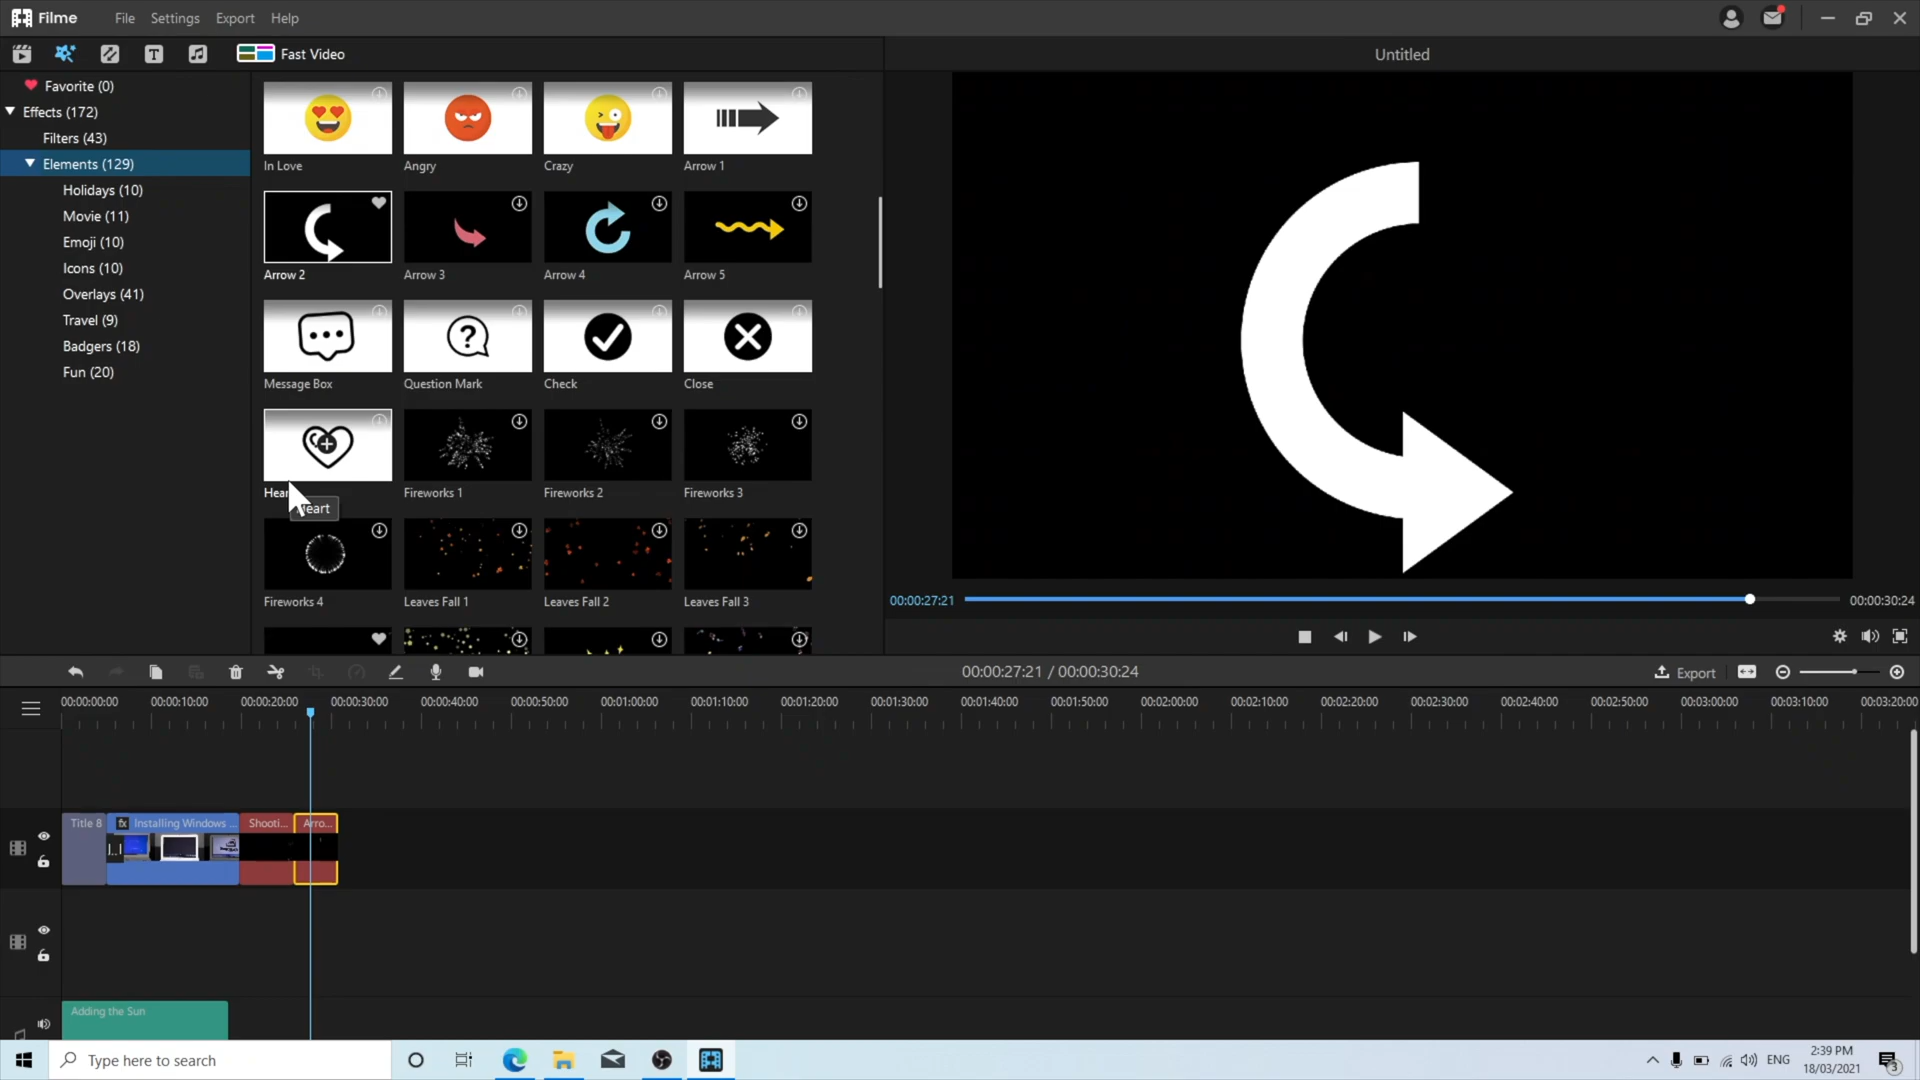 Filme File Settings Export Help
Untitled
Fast Video
Favorite (0)
Effects (172)
Filters (43)
Elements (129)
Holidays (10)
Movie (11)
Emoji (10)
Icons (10)
Overlays (41)
Travel (9)
Badgers (18)
Fun (20)
In Love Angry Crazy Arrow 1
Arrow 2 Arrow 3 Arrow 4 Arrow 5
Message Box Question Mark Check Close
Fireworks 1 Fireworks 2 Fireworks 3
Fireworks 4 Leaves Fall 1 Leaves Fall 2 Leaves Fall 3
00:00:27:21 00:00:30:24
00:00:27:21 / 00:00:30:24 Export
00:00:00:00 00:00:10:00 00:00:20:00 00:00:30:00 00:00:40:00 00:00:50:00 00:01:00:00 00:01:10:00 00:01:20:00 00:01:30:00 00:01:40:00 00:01:50:00 00:02:00:00 00:02:10:00 00:02:20:00 00:02:30:00 00:02:40:00 00:02:50:00 00:03:00:00 00:03:10:00 00:03:20:00
Title 8 fx Installing Windows ... Shooti... Arro...
Adding the Sun
Type here to search
ENG
2:39 PM
18/03/2021
3